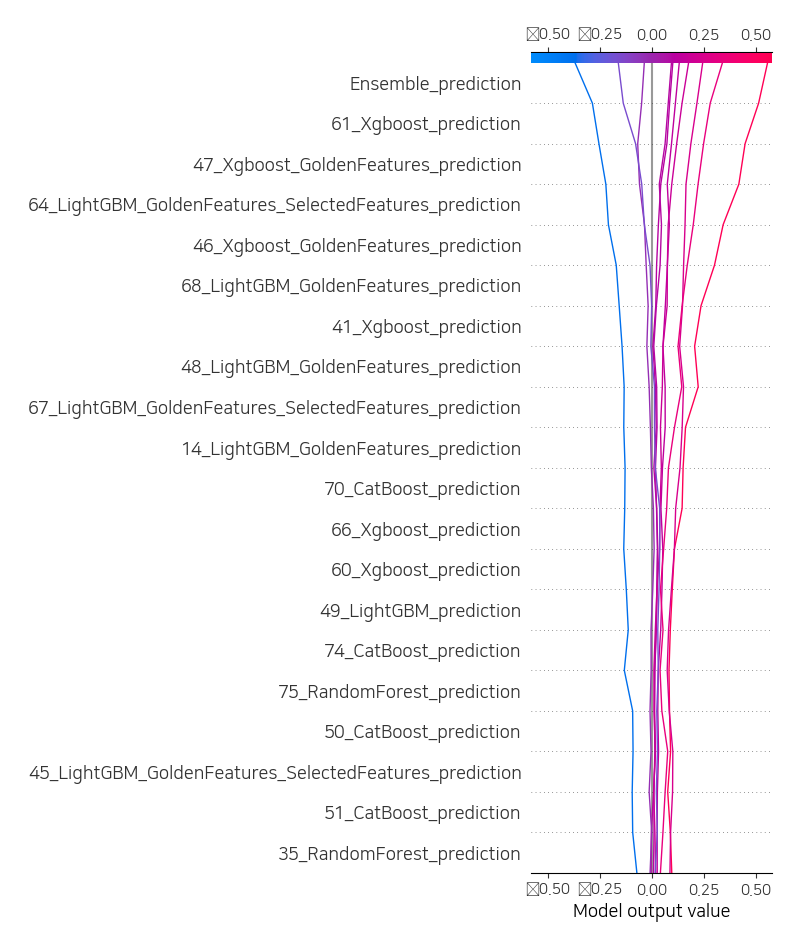 0.50 0.25 0.00 0.25 0.50
Ensemble_prediction
61_Xgboost_prediction
47_Xgboost_GoldenFeatures_prediction
64_LightGBM_GoldenFeatures_SelectedFeatures_prediction
46_Xgboost_GoldenFeatures_prediction
68_LightGBM_GoldenFeatures_prediction
41_Xgboost_prediction
48_LightGBM_GoldenFeatures_prediction
67_LightGBM_GoldenFeatures_SelectedFeatures_prediction
14_LightGBM_GoldenFeatures_prediction
70_CatBoost_prediction
66_Xgboost_prediction
60_Xgboost_prediction
49_LightGBM_prediction
74_CatBoost_prediction
75_RandomForest_prediction
50_CatBoost_prediction
45_LightGBM_GoldenFeatures_SelectedFeatures_prediction
51_CatBoost_prediction
35_RandomForest_prediction
0.50 0.25 0.00 0.25 0.50
Model output value